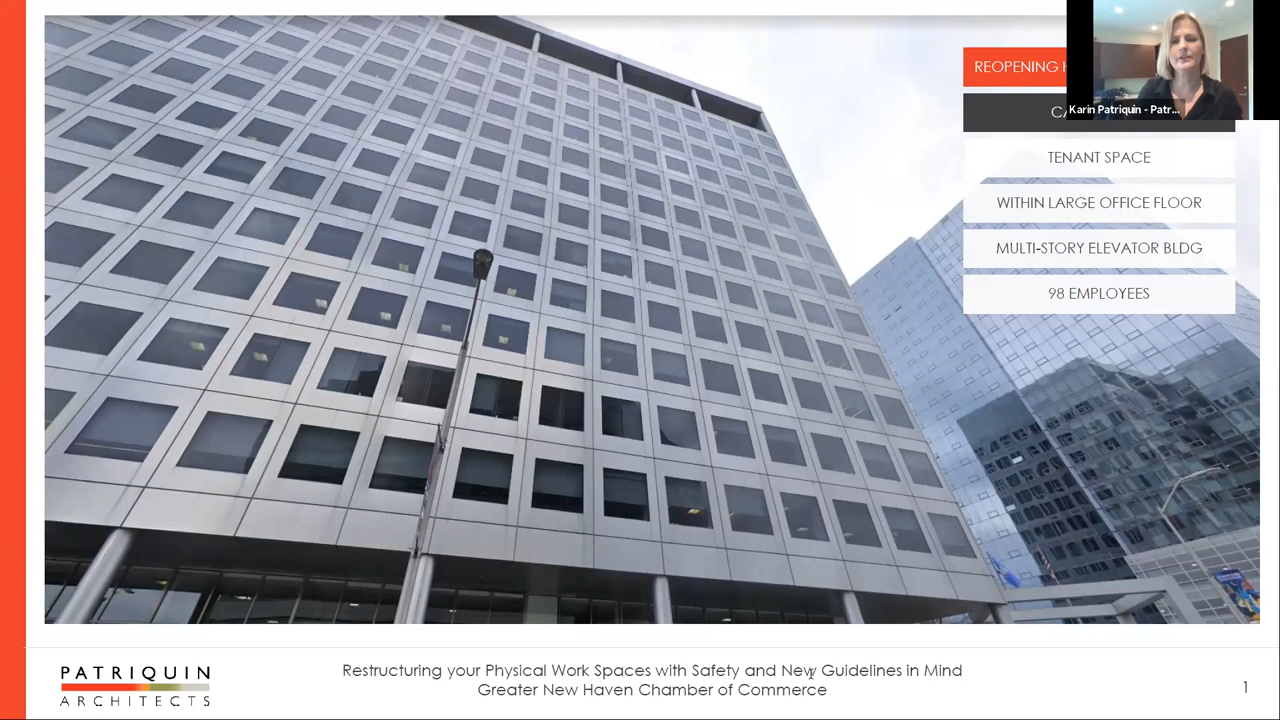 REOPENING
Karin Patriquin - Patr...
TENANT SPACE
WITHIN LARGE OFFICE FLOOR
MULTI-STORY ELEVATOR BLDG
98 EMPLOYEES
PATRIQUIN
ARCHITECTS
Restructuring your Physical Work Spaces with Safety and New Guidelines in Mind
Greater New Haven Chamber of Commerce
1